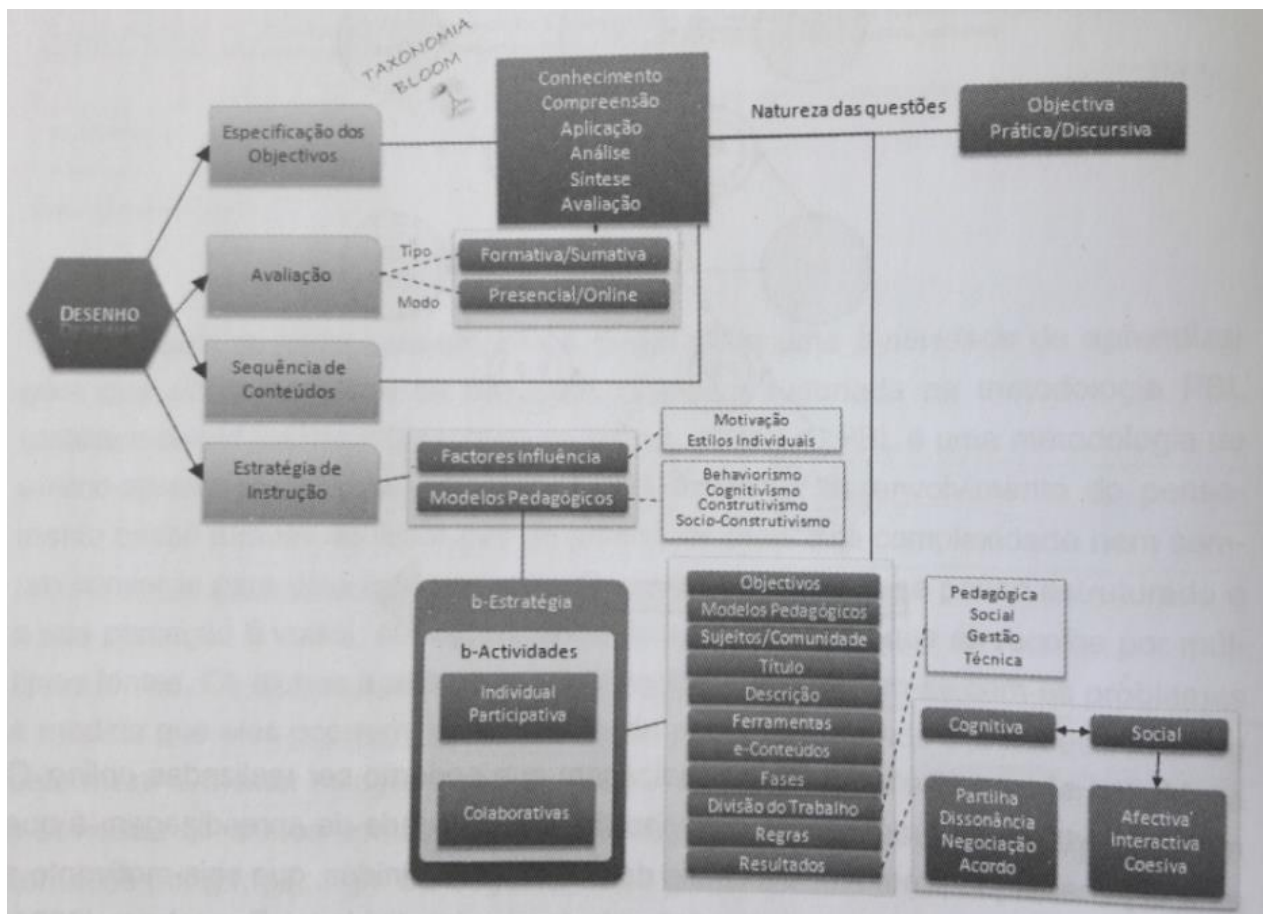 TAXONOMIA
BLOOM
Conhecimento
Compreensão
Aplicação
Análise
Síntese
Avaliação
Natureza das questões
Objectiva
Prática/Discursiva
Especificação dos
Objectivos
DESENHO
Avaliação
Tipo
Modo
Formativa/Sumativa
Presencial/Online
Sequência de
Conteúdos
Estratégia de
Instrução
Factores Influência
Modelos Pedagógicos
Motivação
Estilos Individuais
Behaviorismo
Cognitivismo
Construtivismo
Socio-Construtivismo
b-Estratégia
b-Actividades
Individual
Participativa
Colaborativas
Objectivos
Modelos Pedagógicos
Sujeitos/Comunidade
Título
Descrição
Ferramentas
e-Conteúdos
Fases
Divisão do Trabalho
Regras
Resultados
Pedagógica
Social
Gestão
Técnica
Cognitiva
Social
Partilha
Dissonância
Negociação
Acordo
Afectiva
Interactiva
Coesiva